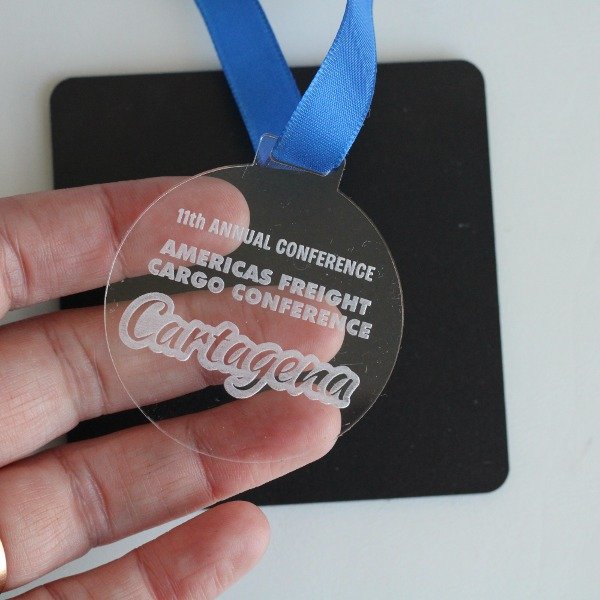 11th ANNUAL CONFERENCE
AMERICAS FREIGHT
CARGO CONFERENCE
Cartagena